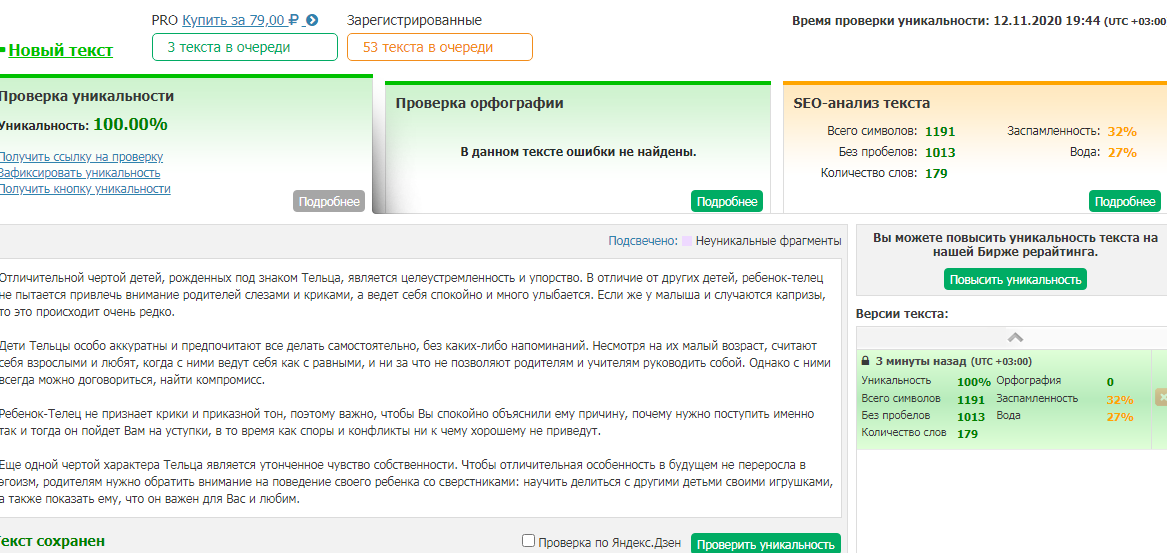 PRO Купить за 79,00 ₽ Зарегистрированные
Время проверки уникальности: 12.11.2020 19:44 (UTC +03:00
Новый текст
3 текста в очереди
53 текста в очереди
Проверка уникальности
Уникальность: 100.00%
Получить ссылку на проверку
Зафиксировать уникальность
Получить кнопку уникальности
Подробнее
Проверка орфографии
В данном тексте ошибки не найдены.
Подробнее
SEO-анализ текста
Всего символов: 1191 Заспамленность: 32%
Без пробелов: 1013 Вода: 27%
Количество слов: 179
Подробнее
Подсвечено: Неуникальные фрагменты
Отличительной чертой детей, рожденных под знаком Тельца, является целеустремленность и упорство. В отличие от других детей, ребенок-телец
не пытается привлечь внимание родителей слезами и криками, а ведет себя спокойно и много улыбается. Если же у малыша и случаются капризы,
то это происходит очень редко.
Дети Тельцы особо аккуратны и предпочитают все делать самостоятельно, без каких-либо напоминаний. Несмотря на их малый возраст, считают
себя взрослыми и любят, когда с ними ведут себя как с равными, и ни за что не позволяют родителям и учителям руководить собой. Однако с ними
всегда можно договориться, найти компромисс.
Ребенок-Телец не признает крики и приказной тон, поэтому важно, чтобы Вы спокойно объяснили ему причину, почему нужно поступить именно
так и тогда он пойдет Вам на уступки, в то время как споры и конфликты ни к чему хорошему не приведут.
Еще одной чертой характера Тельца является утонченное чувство собственности. Чтобы отличительная особенность в будущем не переросла в
эгоизм, родителям нужно обратить внимание на поведение своего ребенка со сверстниками: научить делиться с другими детьми своими игрушками,
а также показать ему, что он важен для Вас и любим.
Текст сохранен
Проверка по Яндекс.Дзен
Проверить уникальность
Вы можете повысить уникальность текста на
нашей Бирже рерайтинга.
Повысить уникальность
Версии текста:
3 минуты назад (UTC +03:00)
Уникальность 100% Орфография 0
Всего символов 1191 Заспамленность 32%
Без пробелов 1013 Вода 27%
Количество слов 179